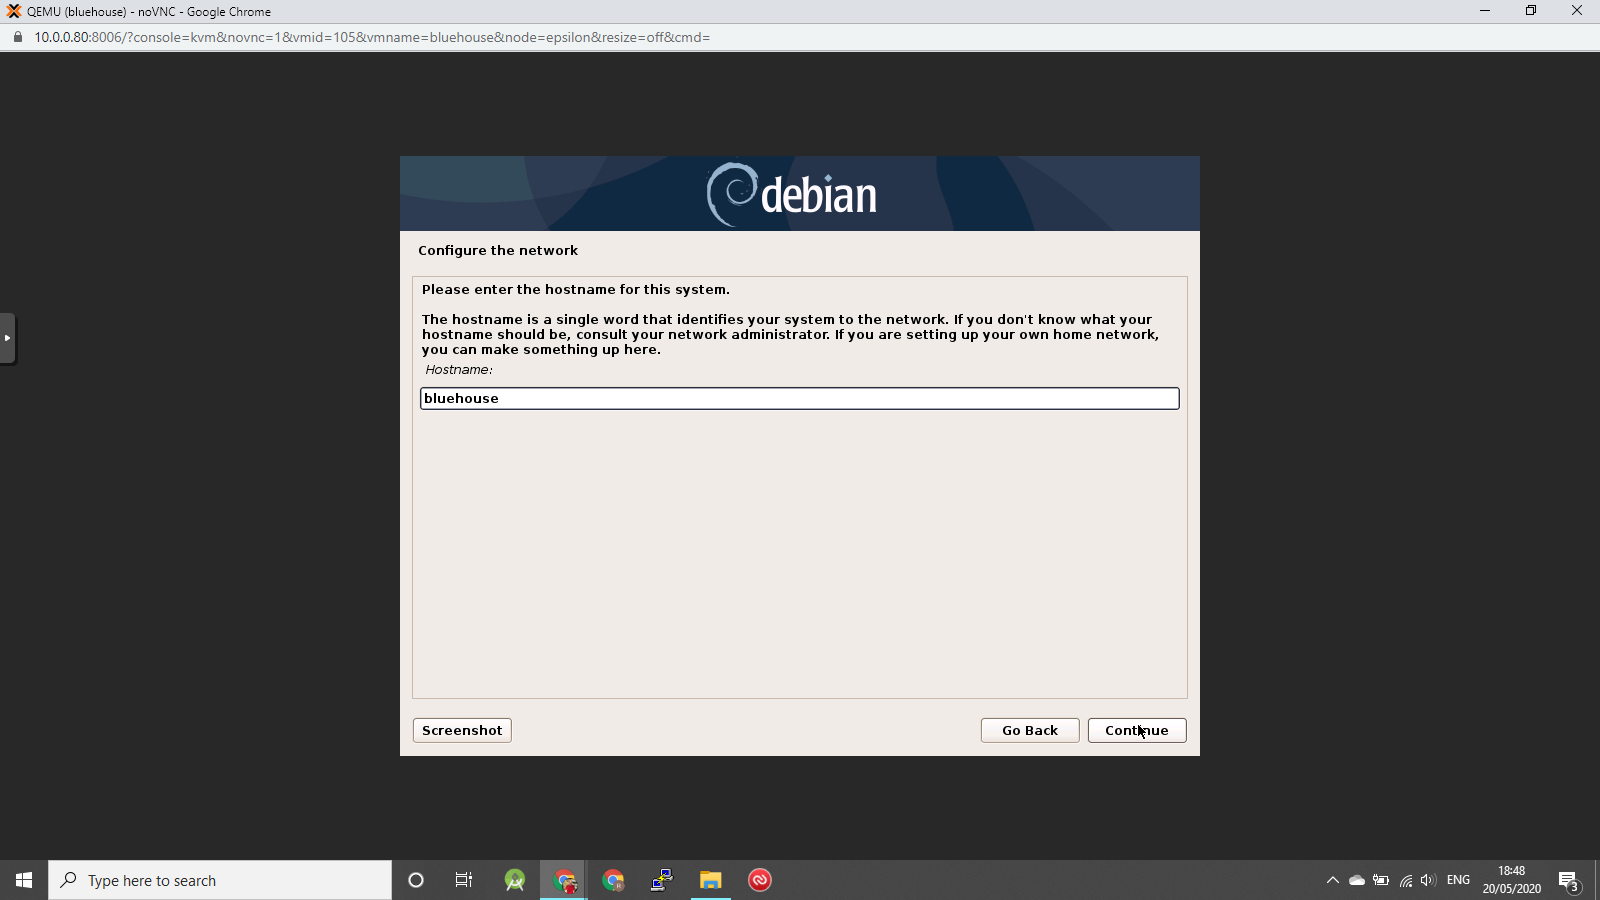 QEMU (bluehouse) - noVNC - Google Chrome
10.0.0.80:8006/?console=kvm&novnc=1&vmid=105&vmname=bluehouse&node=epsilon&resize=off&cmd=
debian
Configure the network
Please enter the hostname for this system.
The hostname is a single word that identifies your system to the network. If you don't know what your
hostname should be, consult your network administrator. If you are setting up your own home network,
you can make something up here.
Hostname:
bluehouse
Screenshot
Go Back
Continue
Type here to search
ENG
18:48
20/05/2020
3